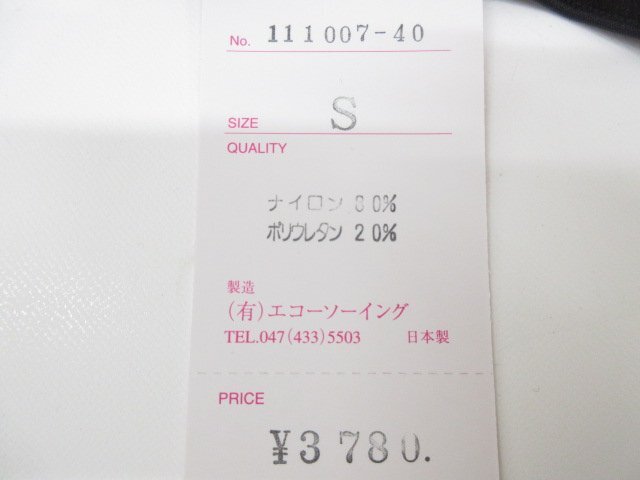 No. 111007-40
SIZE S
QUALITY
ナイロン 80%
ポリウレタン 20%
製造
(有)エコーソーイング
TEL.047(433)5503 日本製
PRICE
¥3780.